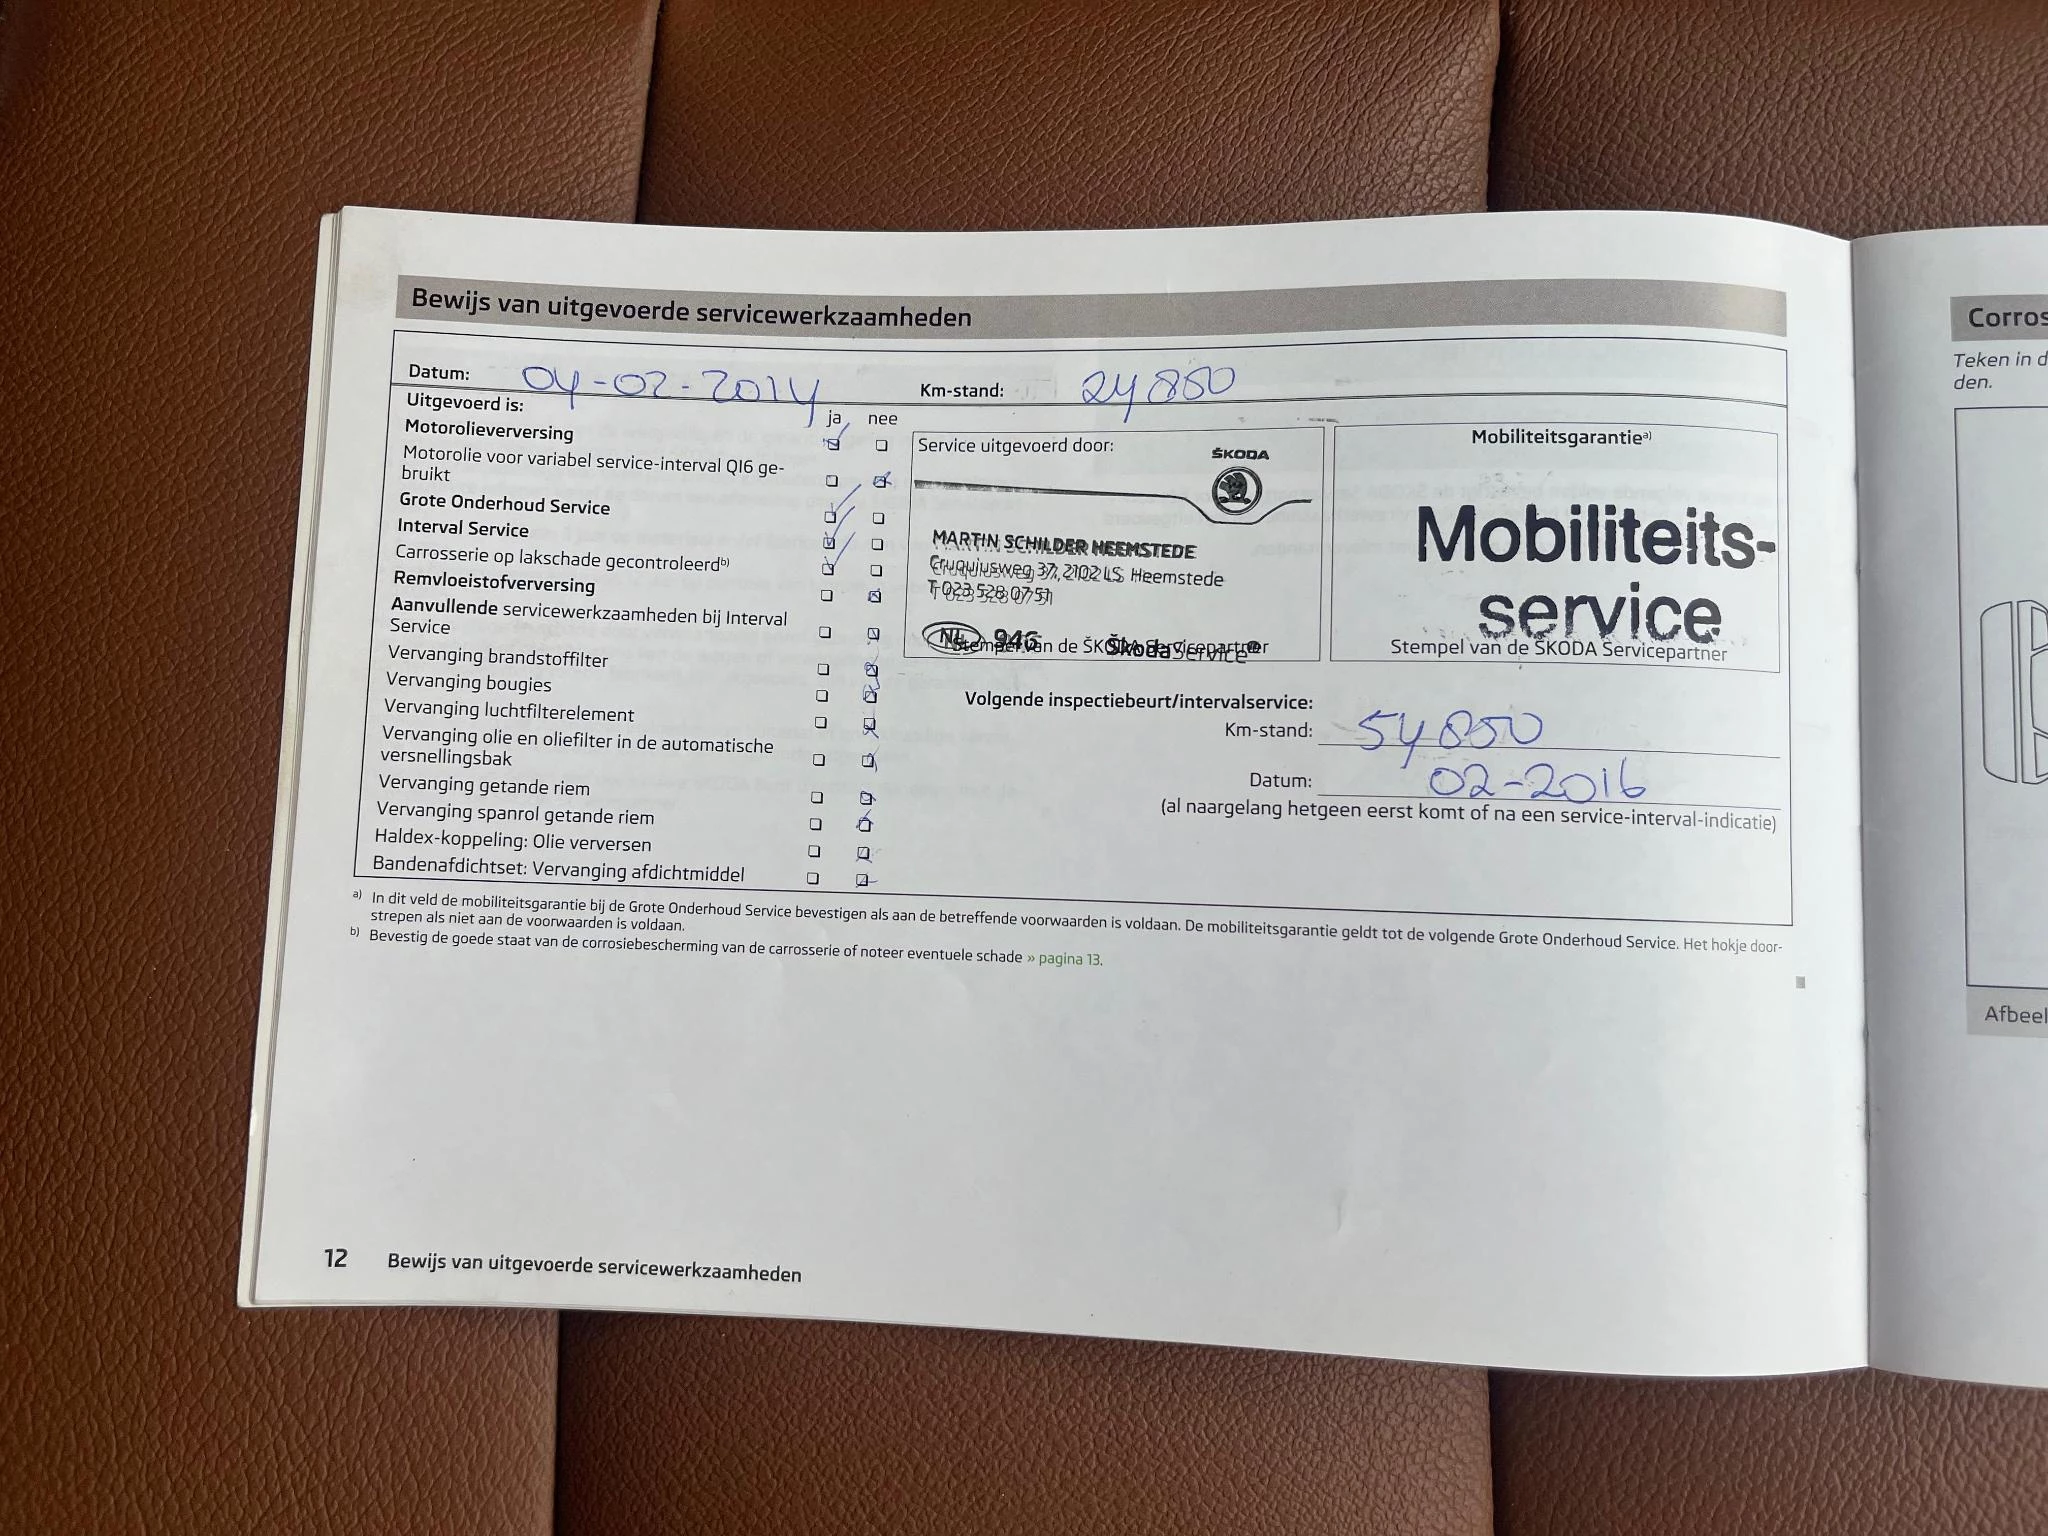 Bewijs van uitgevoerde servicewerkzaamheden
Datum: 04-02-2014 Km-stand: 24850
Uitgevoerd is: ja nee
Motorolieverversing
Motorolie voor variabel service-interval QI6 ge-
bruikt
Grote Onderhoud Service
Interval Service
Carrosserie op lakschade gecontroleerd b)
Remvloeistofverversing
Aanvullende servicewerkzaamheden bij Interval
Service
Vervanging brandstoffilter
Vervanging bougies
Vervanging luchtfilterelement
Vervanging olie en oliefilter in de automatische
versnellingsbak
Vervanging getande riem
Vervanging spanrol getande riem
Haldex-koppeling: Olie verversen
Bandenafdichtset: Vervanging afdichtmiddel
Service uitgevoerd door:
ŠKODA
MARTIN SCHILDER HEEMSTEDE
Cruquiusweg 37, 2102 LS Heemstede
T 023 528 07 51
NL 946 ŠkodaService
Stempel van de ŠKODA Servicepartner
Mobiliteitsgarantie a)
Mobiliteits-
service
Stempel van de ŠKODA Servicepartner
Volgende inspectiebeurt/intervalservice:
Km-stand: 54850
Datum: 02-2016
(al naargelang hetgeen eerst komt of na een service-interval-indicatie)
a) In dit veld de mobiliteitsgarantie bij de Grote Onderhoud Service bevestigen als aan de betreffende voorwaarden is voldaan. De mobiliteitsgarantie geldt tot de volgende Grote Onderhoud Service. Het hokje door-
strepen als niet aan de voorwaarden is voldaan.
b) Bevestig de goede staat van de corrosiebescherming van de carrosserie of noteer eventuele schade » pagina 13.
12 Bewijs van uitgevoerde servicewerkzaamheden
Corros
Teken in d
den.
Afbeel